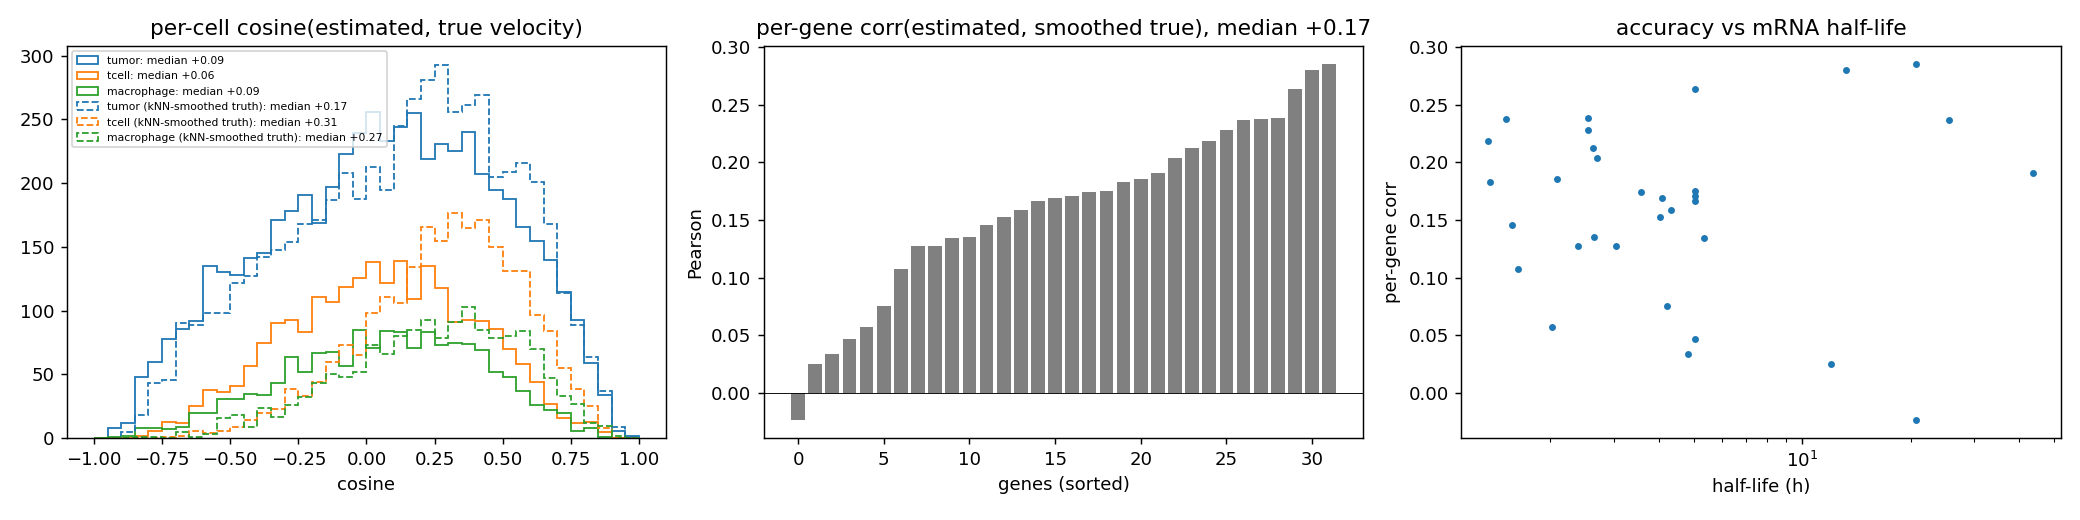 per-cell cosine(estimated, true velocity)
300
250
200
150
100
50
0
tumor: median +0.09
tcell: median +0.06
macrophage: median +0.09
tumor (kNN-smoothed truth): median +0.17
tcell (kNN-smoothed truth): median +0.31
macrophage (kNN-smoothed truth): median +0.27
−1.00 −0.75 −0.50 −0.25 0.00 0.25 0.50 0.75 1.00
cosine
per-gene corr(estimated, smoothed true), median +0.17
Pearson
0.30
0.25
0.20
0.15
0.10
0.05
0.00
0 5 10 15 20 25 30
genes (sorted)
accuracy vs mRNA half-life
per-gene corr
0.30
0.25
0.20
0.15
0.10
0.05
0.00
10¹
half-life (h)